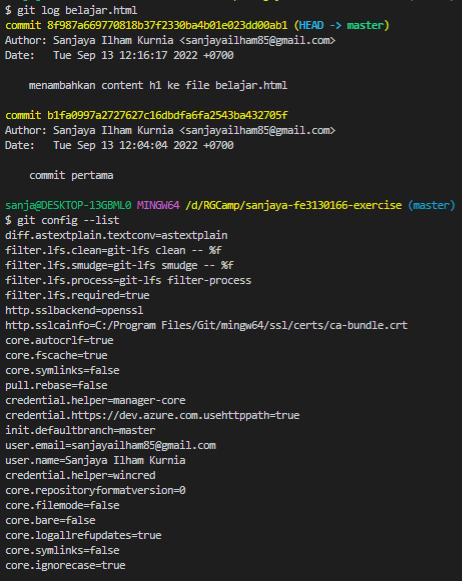 $ git log belajar.html
commit 8f987a669770818b37f2330ba4b01e023dd00ab1 (HEAD -> master)
Author: Sanjaya Ilham Kurnia <sanjayailham85@gmail.com>
Date:   Tue Sep 13 12:16:17 2022 +0700
menambahkan content h1 ke file belajar.html
commit b1fa0997a2727627c16dbdfa6fa2543ba432705f
Author: Sanjaya Ilham Kurnia <sanjayailham85@gmail.com>
Date:   Tue Sep 13 12:04:04 2022 +0700
commit pertama
sanja@DESKTOP-13GBML0 MINGW64 /d/RGCamp/sanjaya-fe3130166-exercise (master)
$ git config --list
diff.astextplain.textconv=astextplain
filter.lfs.clean=git-lfs clean -- %f
filter.lfs.smudge=git-lfs smudge -- %f
filter.lfs.process=git-lfs filter-process
filter.lfs.required=true
http.sslbackend=openssl
http.sslcainfo=C:/Program Files/Git/mingw64/ssl/certs/ca-bundle.crt
core.autocrlf=true
core.fscache=true
core.symlinks=false
pull.rebase=false
credential.helper=manager-core
credential.https://dev.azure.com.usehttppath=true
init.defaultbranch=master
user.email=sanjayailham85@gmail.com
user.name=Sanjaya Ilham Kurnia
credential.helper=wincred
core.repositoryformatversion=0
core.filemode=false
core.bare=false
core.logallrefupdates=true
core.symlinks=false
core.ignorecase=true